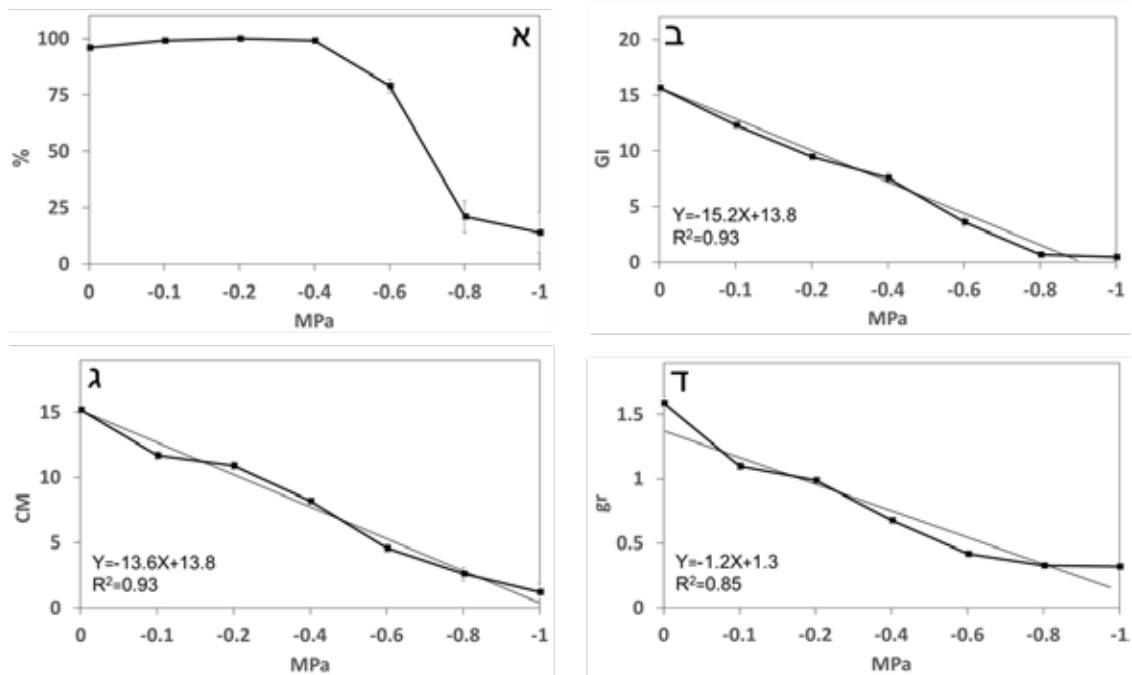 א
100
75
50
25
0
%
0 -0.1 -0.2 -0.4 -0.6 -0.8 -1
MPa
ב
20
15
10
5
0
GI
Y=-15.2X+13.8
R²=0.93
0 -0.1 -0.2 -0.4 -0.6 -0.8 -1
MPa
ג
15
10
5
0
CM
Y=-13.6X+13.8
R²=0.93
0 -0.1 -0.2 -0.4 -0.6 -0.8 -1
MPa
ד
1.5
1
0.5
0
gr
Y=-1.2X+1.3
R²=0.85
0 -0.1 -0.2 -0.4 -0.6 -0.8 -1
MPa